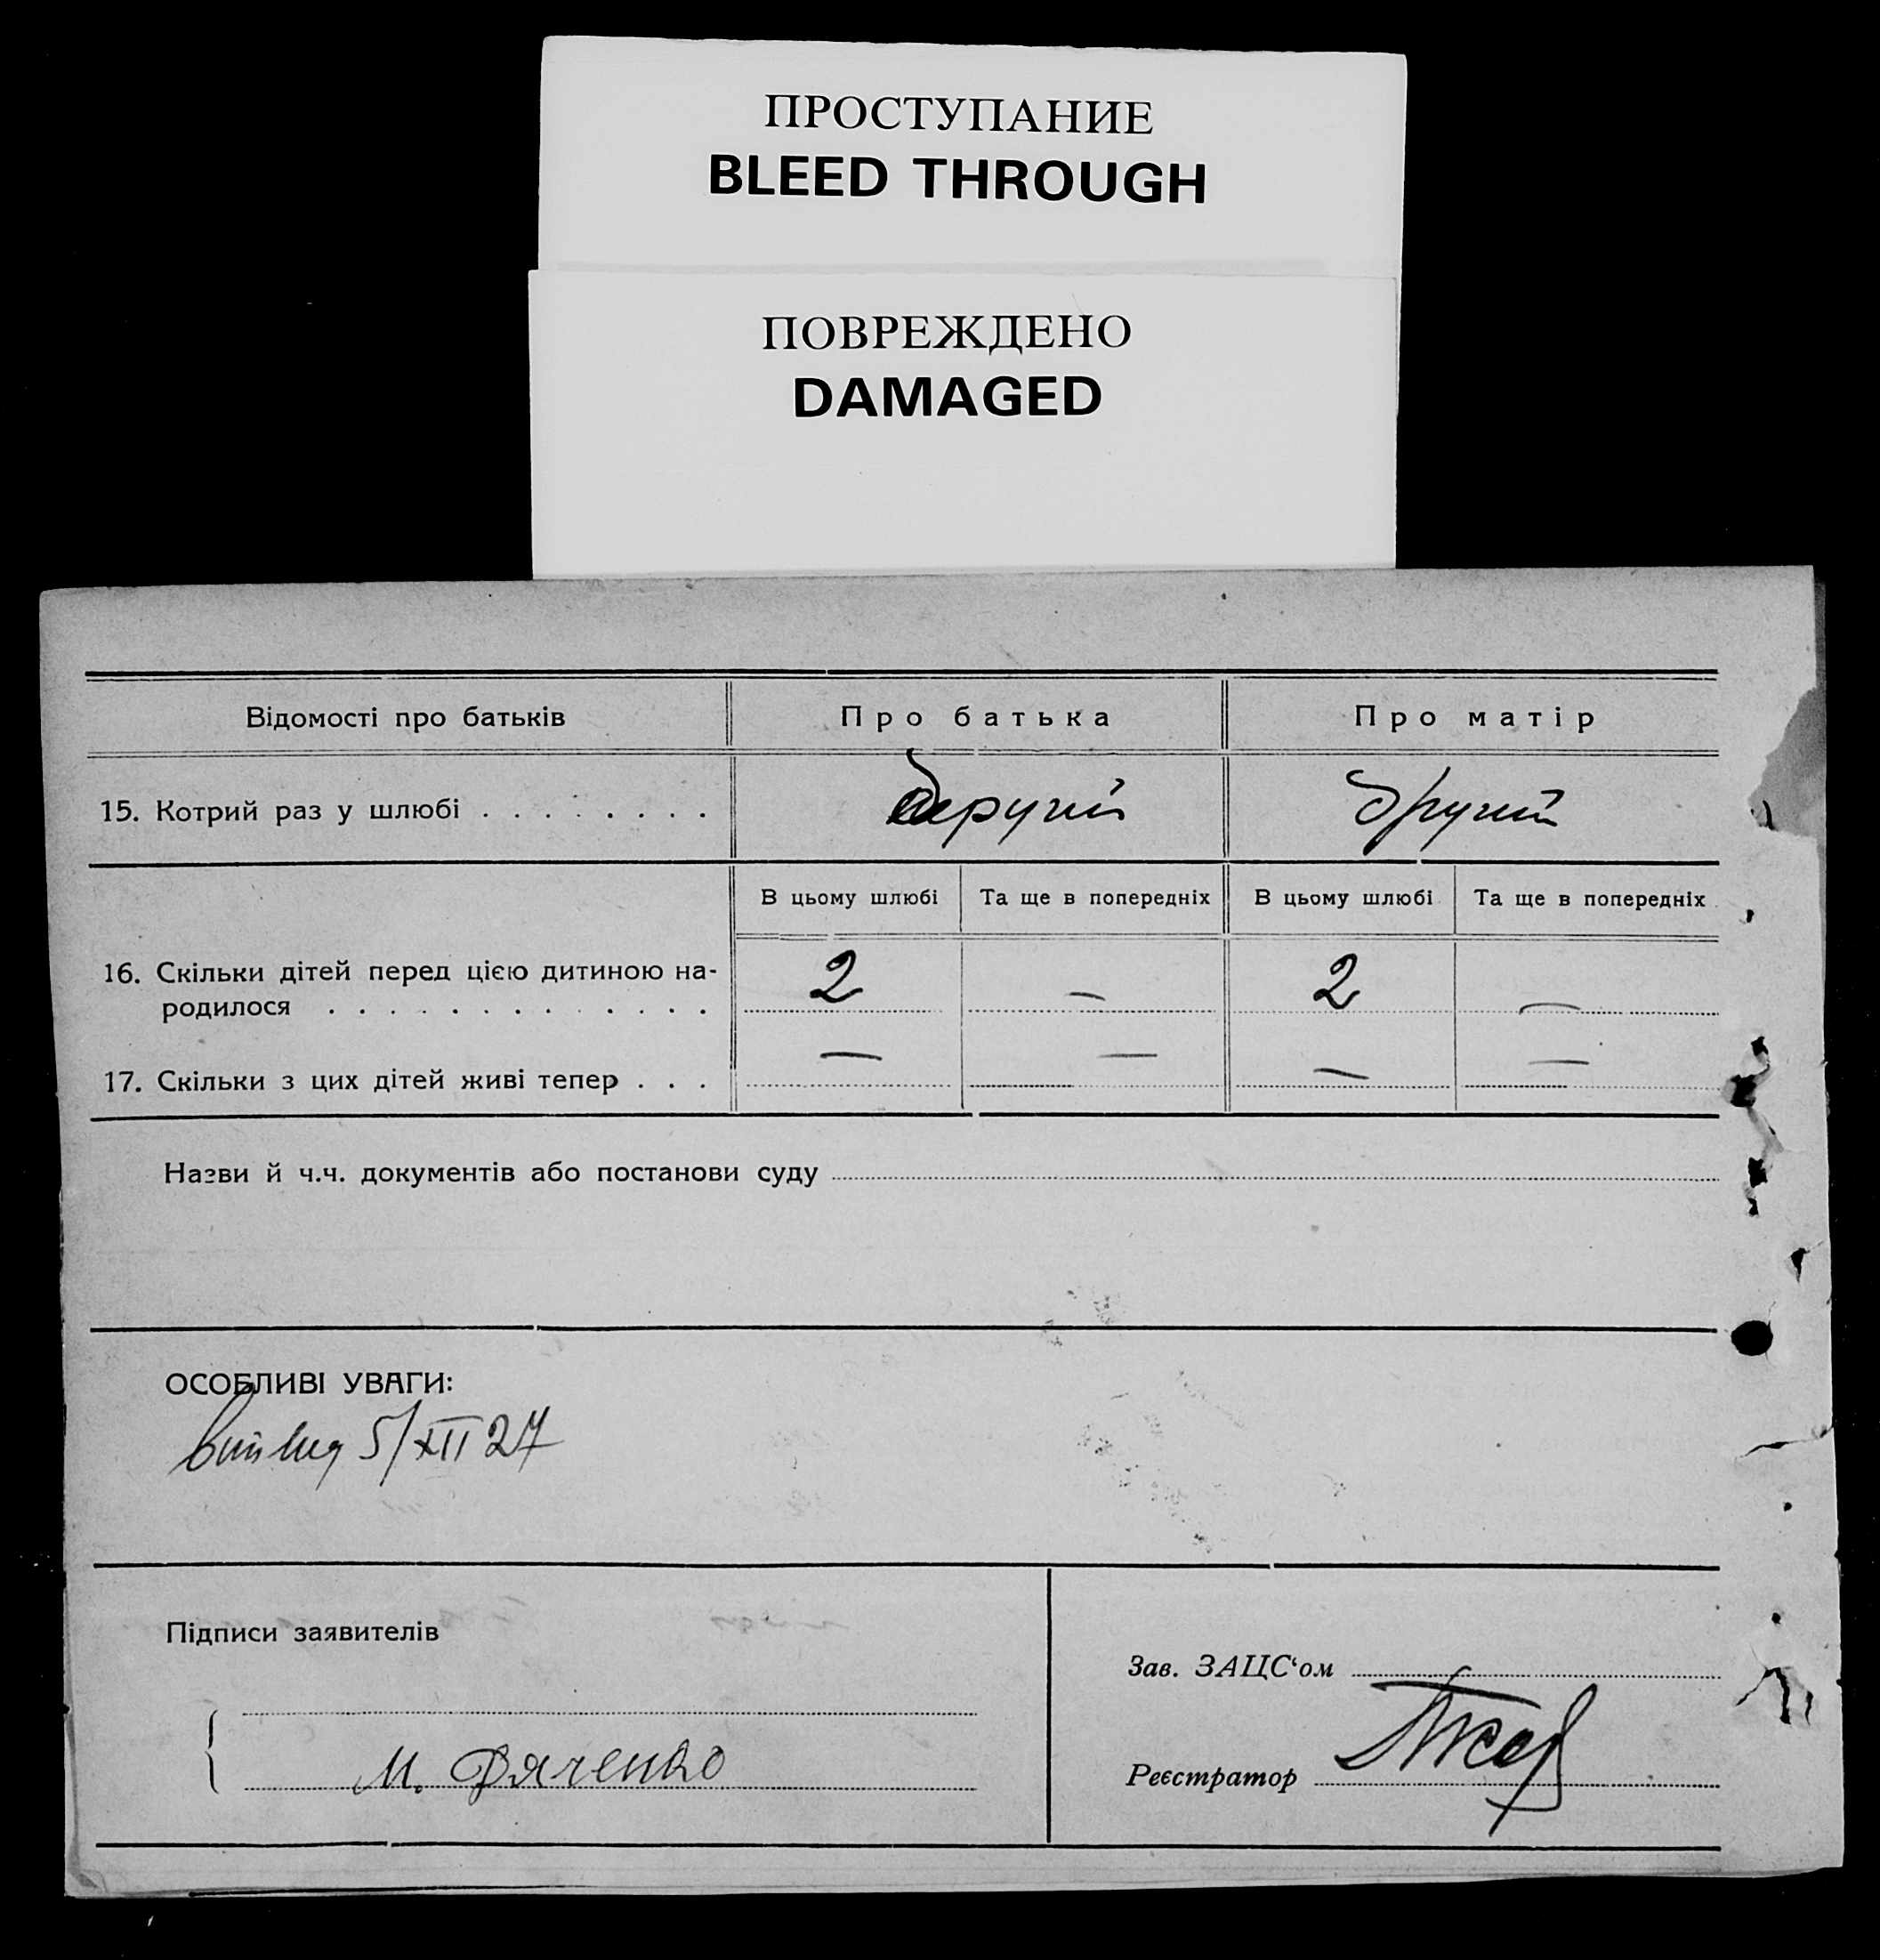 ПРОСТУПАНИЕ
BLEED THROUGH
ПОВРЕЖДЕНО
DAMAGED
Відомості про батьків Про батька Про матір
15. Котрий раз у шлюбі . . . . . . . . другий другий
В цьому шлюбі Та ще в попередніх В цьому шлюбі Та ще в попередніх
16. Скільки дітей перед цією дитиною на-
родилося . . . . . . . . . . . . . 2 — 2 —
17. Скільки з цих дітей живі тепер . . . — — — —
Назви й ч.ч. документів або постанови суду
ОСОБЛИВІ УВАГИ:
5/XII 27
Підписи заявителів
Зав. ЗАЦС‘ом
М. Дяченко
Реєстратор